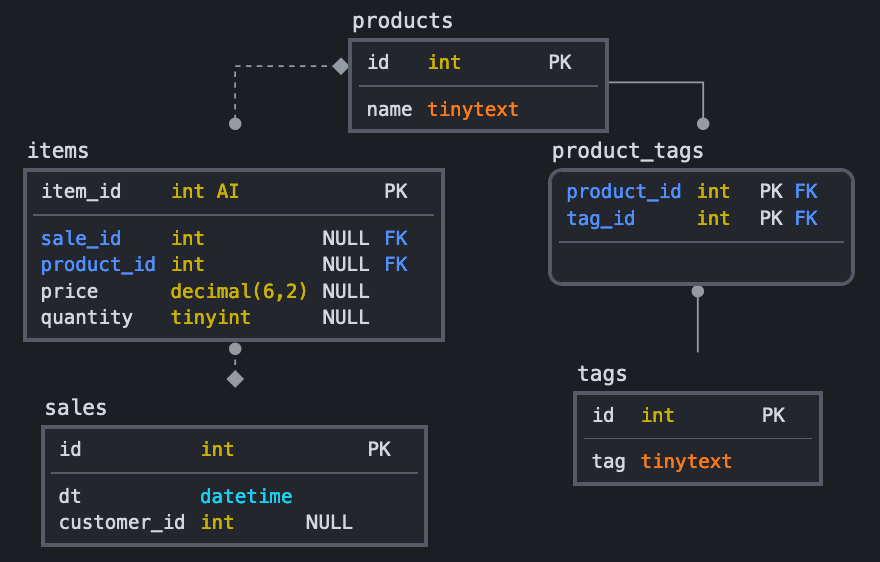 products
id int PK
name tinytext
items
item_id int AI PK
sale_id int NULL FK
product_id int NULL FK
price decimal(6,2) NULL
quantity tinyint NULL
product_tags
product_id int PK FK
tag_id int PK FK
sales
id int PK
dt datetime
customer_id int NULL
tags
id int PK
tag tinytext